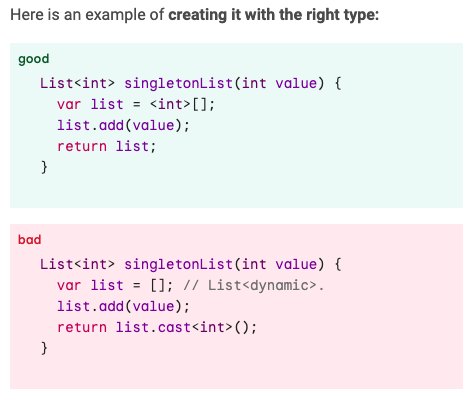 Here is an example of creating it with the right type:
good
List<int> singletonList(int value) {
  var list = <int>[];
  list.add(value);
  return list;
}
bad
List<int> singletonList(int value) {
  var list = []; // List<dynamic>.
  list.add(value);
  return list.cast<int>();
}